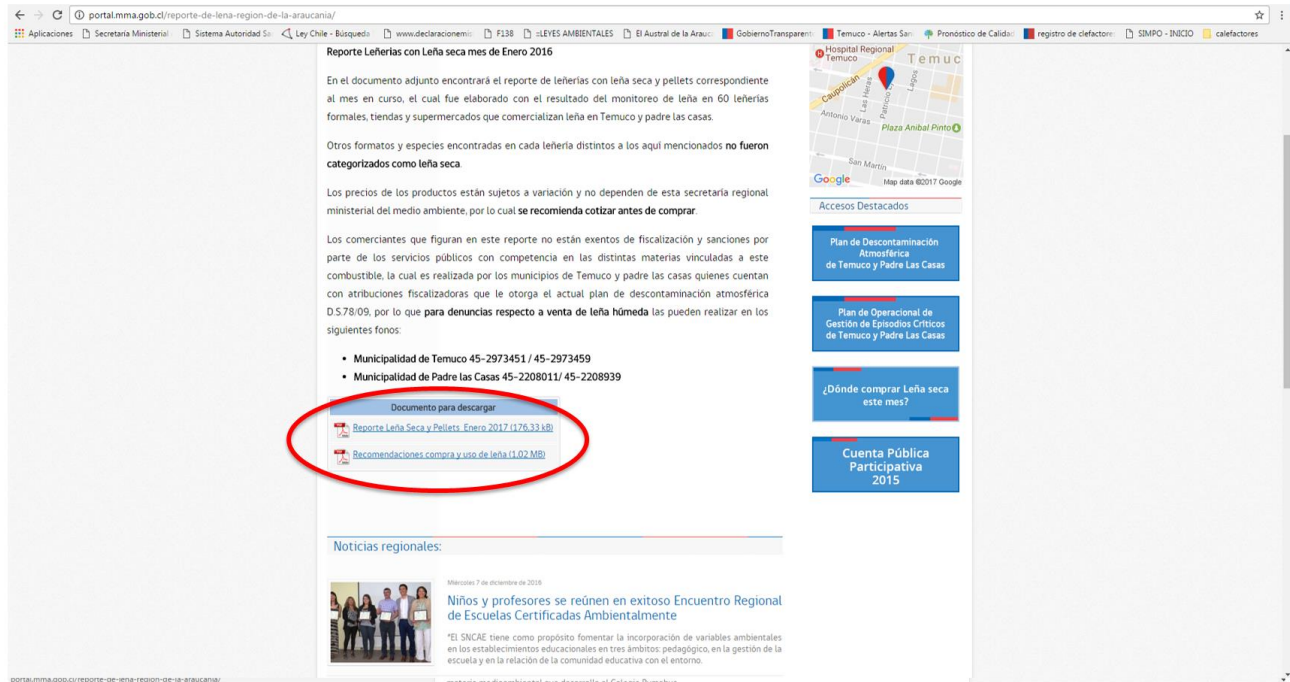 portal.mma.gob.cl/reporte-de-lena-region-de-la-araucania/
Aplicaciones Secretaria Ministerial Sistema Autoridad Sa Ley Chile - Búsqueda www.declaracionemis F138 ::LEYES AMBIENTALES El Austral de la Arauc GobiernoTransparent Temuco - Alertas San Pronóstico de Calidad registro de clefactore SIMPO - INICIO calefactores
Reporte Leñerias con Leña seca mes de Enero 2016
En el documento adjunto encontrará el reporte de leñerías con leña seca y pellets correspondiente
al mes en curso, el cual fue elaborado con el resultado del monitoreo de leña en 60 leñerías
formales, tiendas y supermercados que comercializan leña en Temuco y padre las casas.
Otros formatos y especies encontradas en cada leñería distintos a los aquí mencionados no fueron
categorizados como leña seca.
Los precios de los productos están sujetos a variación y no dependen de esta secretaría regional
ministerial del medio ambiente, por lo cual se recomienda cotizar antes de comprar.
Los comerciantes que figuran en este reporte no están exentos de fiscalización y sanciones por
parte de los servicios públicos con competencia en las distintas materias vinculadas a este
combustible, la cual es realizada por los municipios de Temuco y padre las casas quienes cuentan
con atribuciones fiscalizadoras que le otorga el actual plan de descontaminación atmosférica
D.S.78/09, por lo que para denuncias respecto a venta de leña húmeda las pueden realizar en los
siguientes fonos:
• Municipalidad de Temuco 45-2973451 / 45-2973459
• Municipalidad de Padre las Casas 45-2208011/ 45-2208939
Documento para descargar
Reporte Leña Seca y Pellets Enero 2017 (176,33 kB)
Recomendaciones compra y uso de leña (1,02 MB)
Noticias regionales:
Miércoles 7 de diciembre de 2016
Niños y profesores se reúnen en exitoso Encuentro Regional
de Escuelas Certificadas Ambientalmente
"El SNCAE tiene como propósito fomentar la incorporación de variables ambientales
en los establecimientos educacionales en tres ámbitos: pedagógico, en la gestión de la
escuela y en la relación de la comunidad educativa con el entorno.
Hospital Regional
Temuco
Temuc
Caupolicán
Las Heras
Patricio Ly
Lagos
Antonio Varas
Plaza Anibal Pinto
San Martin
Google
Map data ©2017 Google
Accesos Destacados
Plan de Descontaminación
Atmosférica
de Temuco y Padre Las Casas
Plan de Operacional de
Gestión de Episodios Críticos
de Temuco y Padre Las Casas
¿Dónde comprar Leña seca
este mes?
Cuenta Pública
Participativa
2015
portal.mma.gob.cl/reporte-de-lena-region-de-la-araucania/